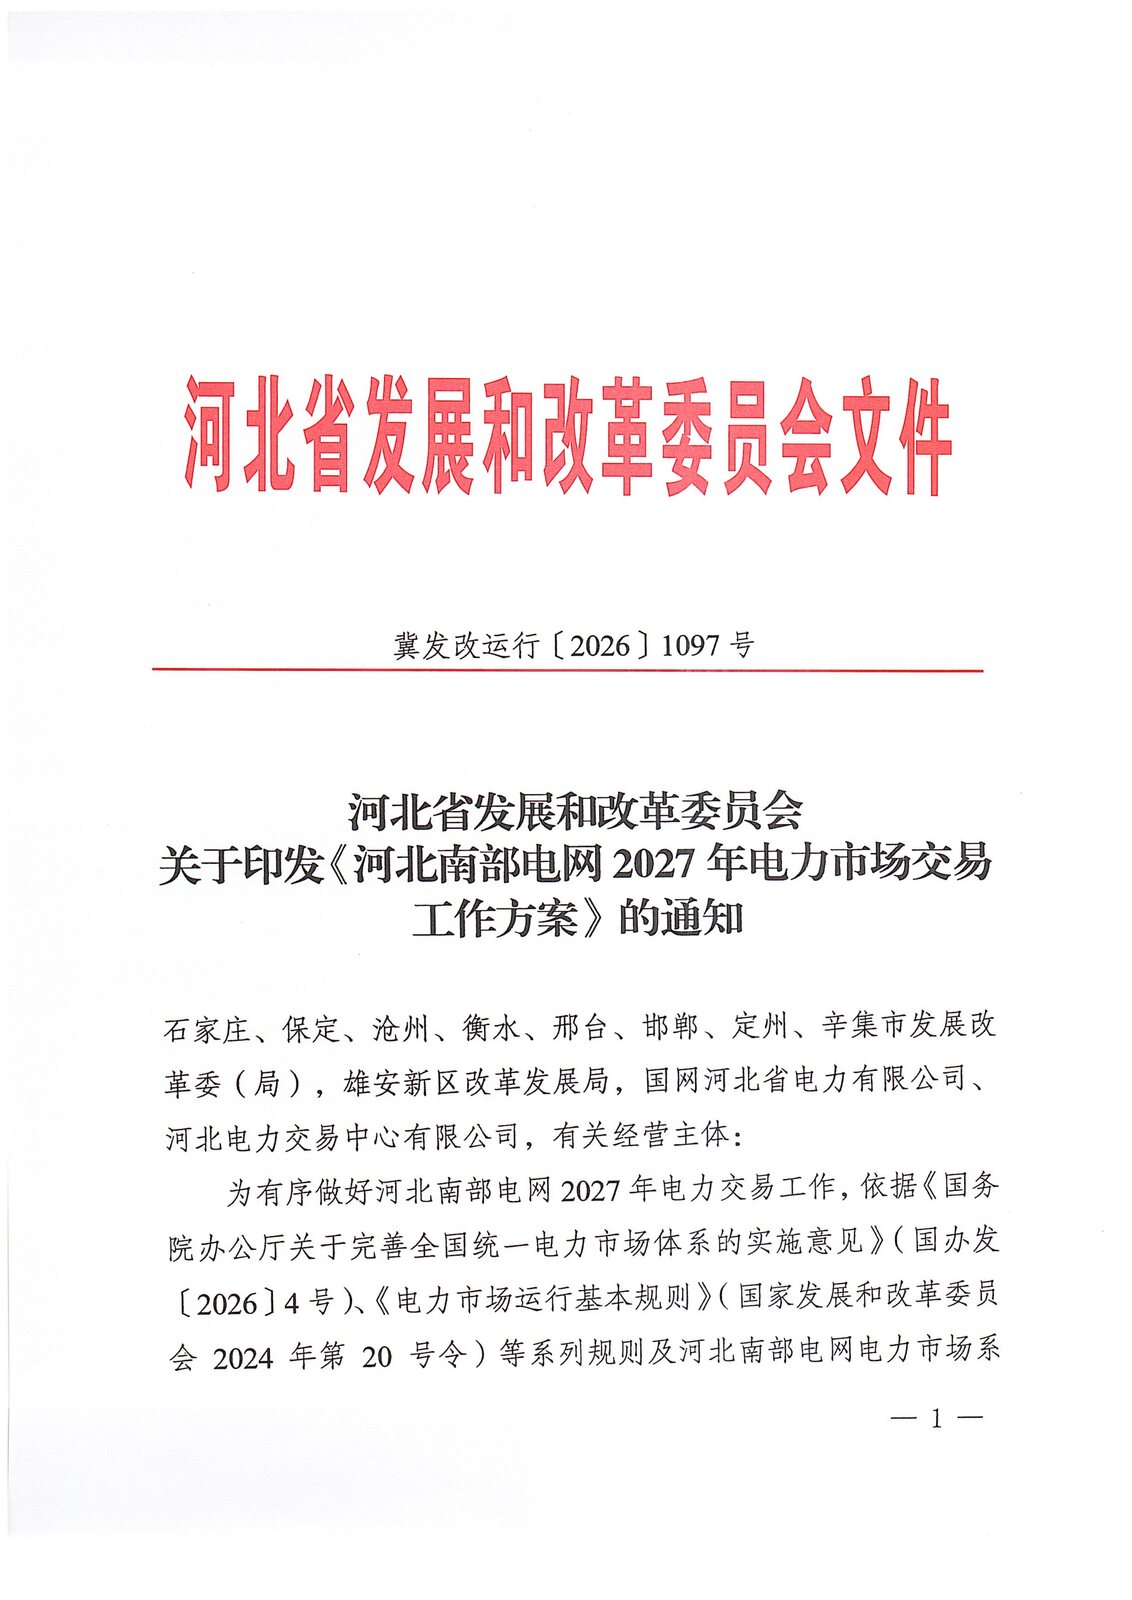 河北省发展和改革委员会文件
冀发改运行〔2026〕1097号
河北省发展和改革委员会
关于印发《河北南部电网2027年电力市场交易
工作方案》的通知
石家庄、保定、沧州、衡水、邢台、邯郸、定州、辛集市发展改
革委（局），雄安新区改革发展局，国网河北省电力有限公司、
河北电力交易中心有限公司，有关经营主体：
为有序做好河北南部电网2027年电力交易工作，依据《国务
院办公厅关于完善全国统一电力市场体系的实施意见》（国办发
〔2026〕4号）、《电力市场运行基本规则》（国家发展和改革委员
会 2024 年第 20 号令）等系列规则及河北南部电网电力市场系
— 1 —